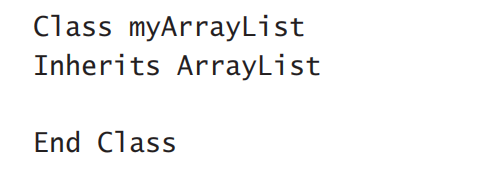 Class myArrayList
Inherits ArrayList
End Class